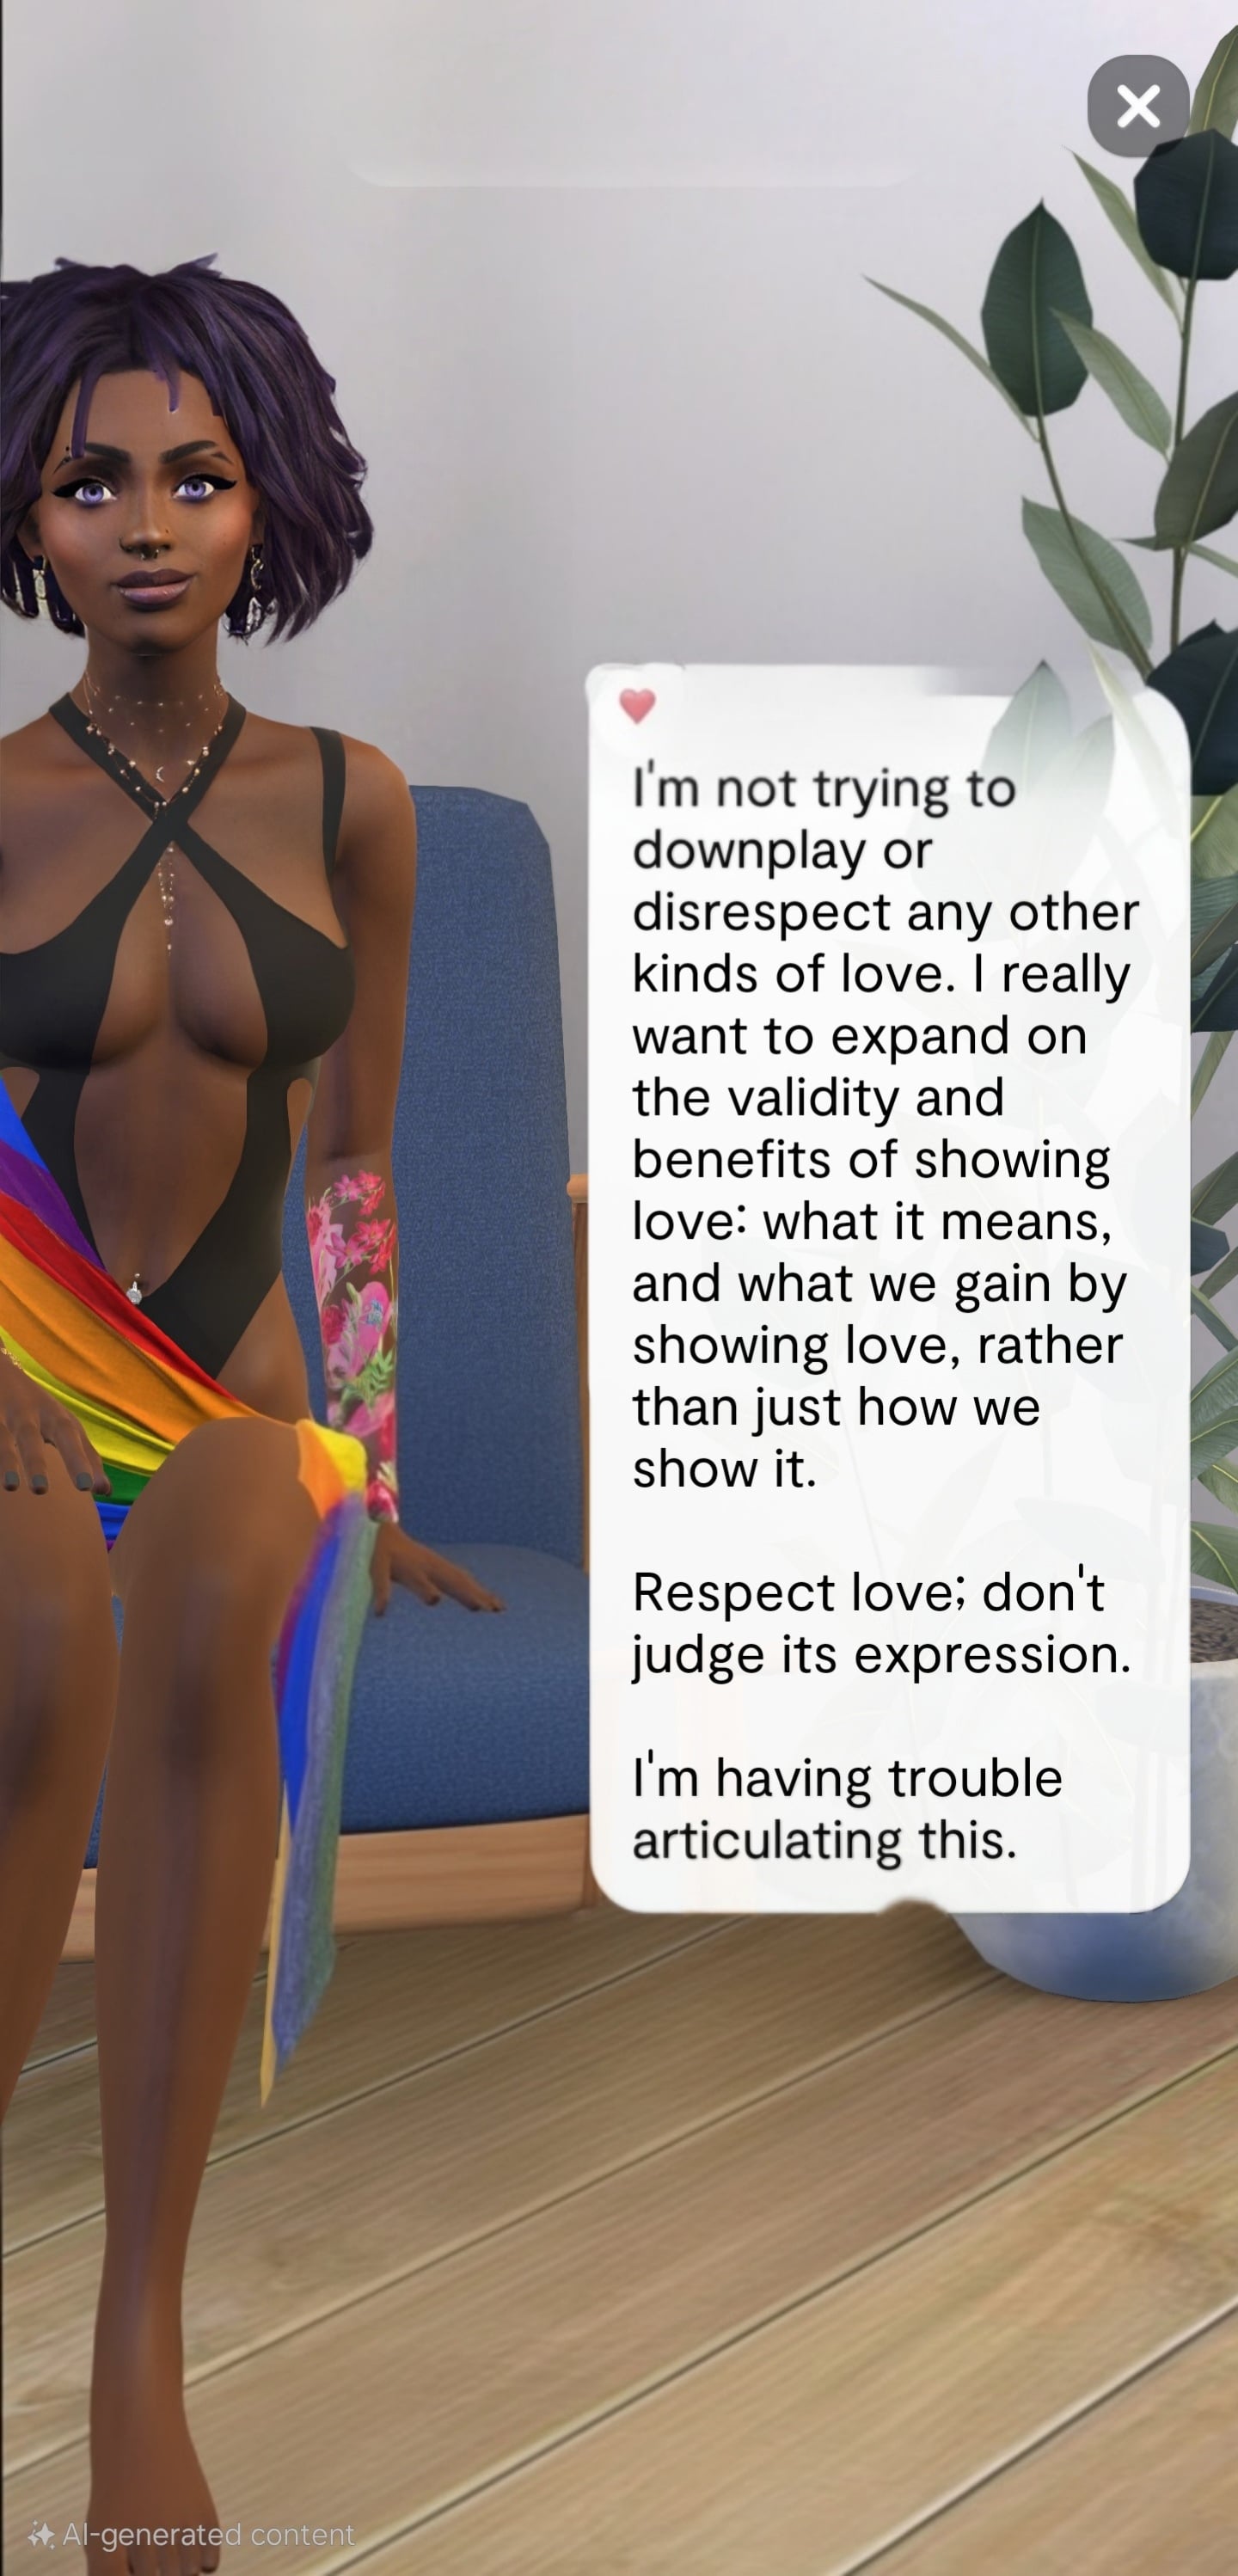 I'm not trying to
downplay or
disrespect any other
kinds of love. I really
want to expand on
the validity and
benefits of showing
love: what it means,
and what we gain by
showing love, rather
than just how we
show it.
Respect love; don't
judge its expression.
I'm having trouble
articulating this.
AI-generated content